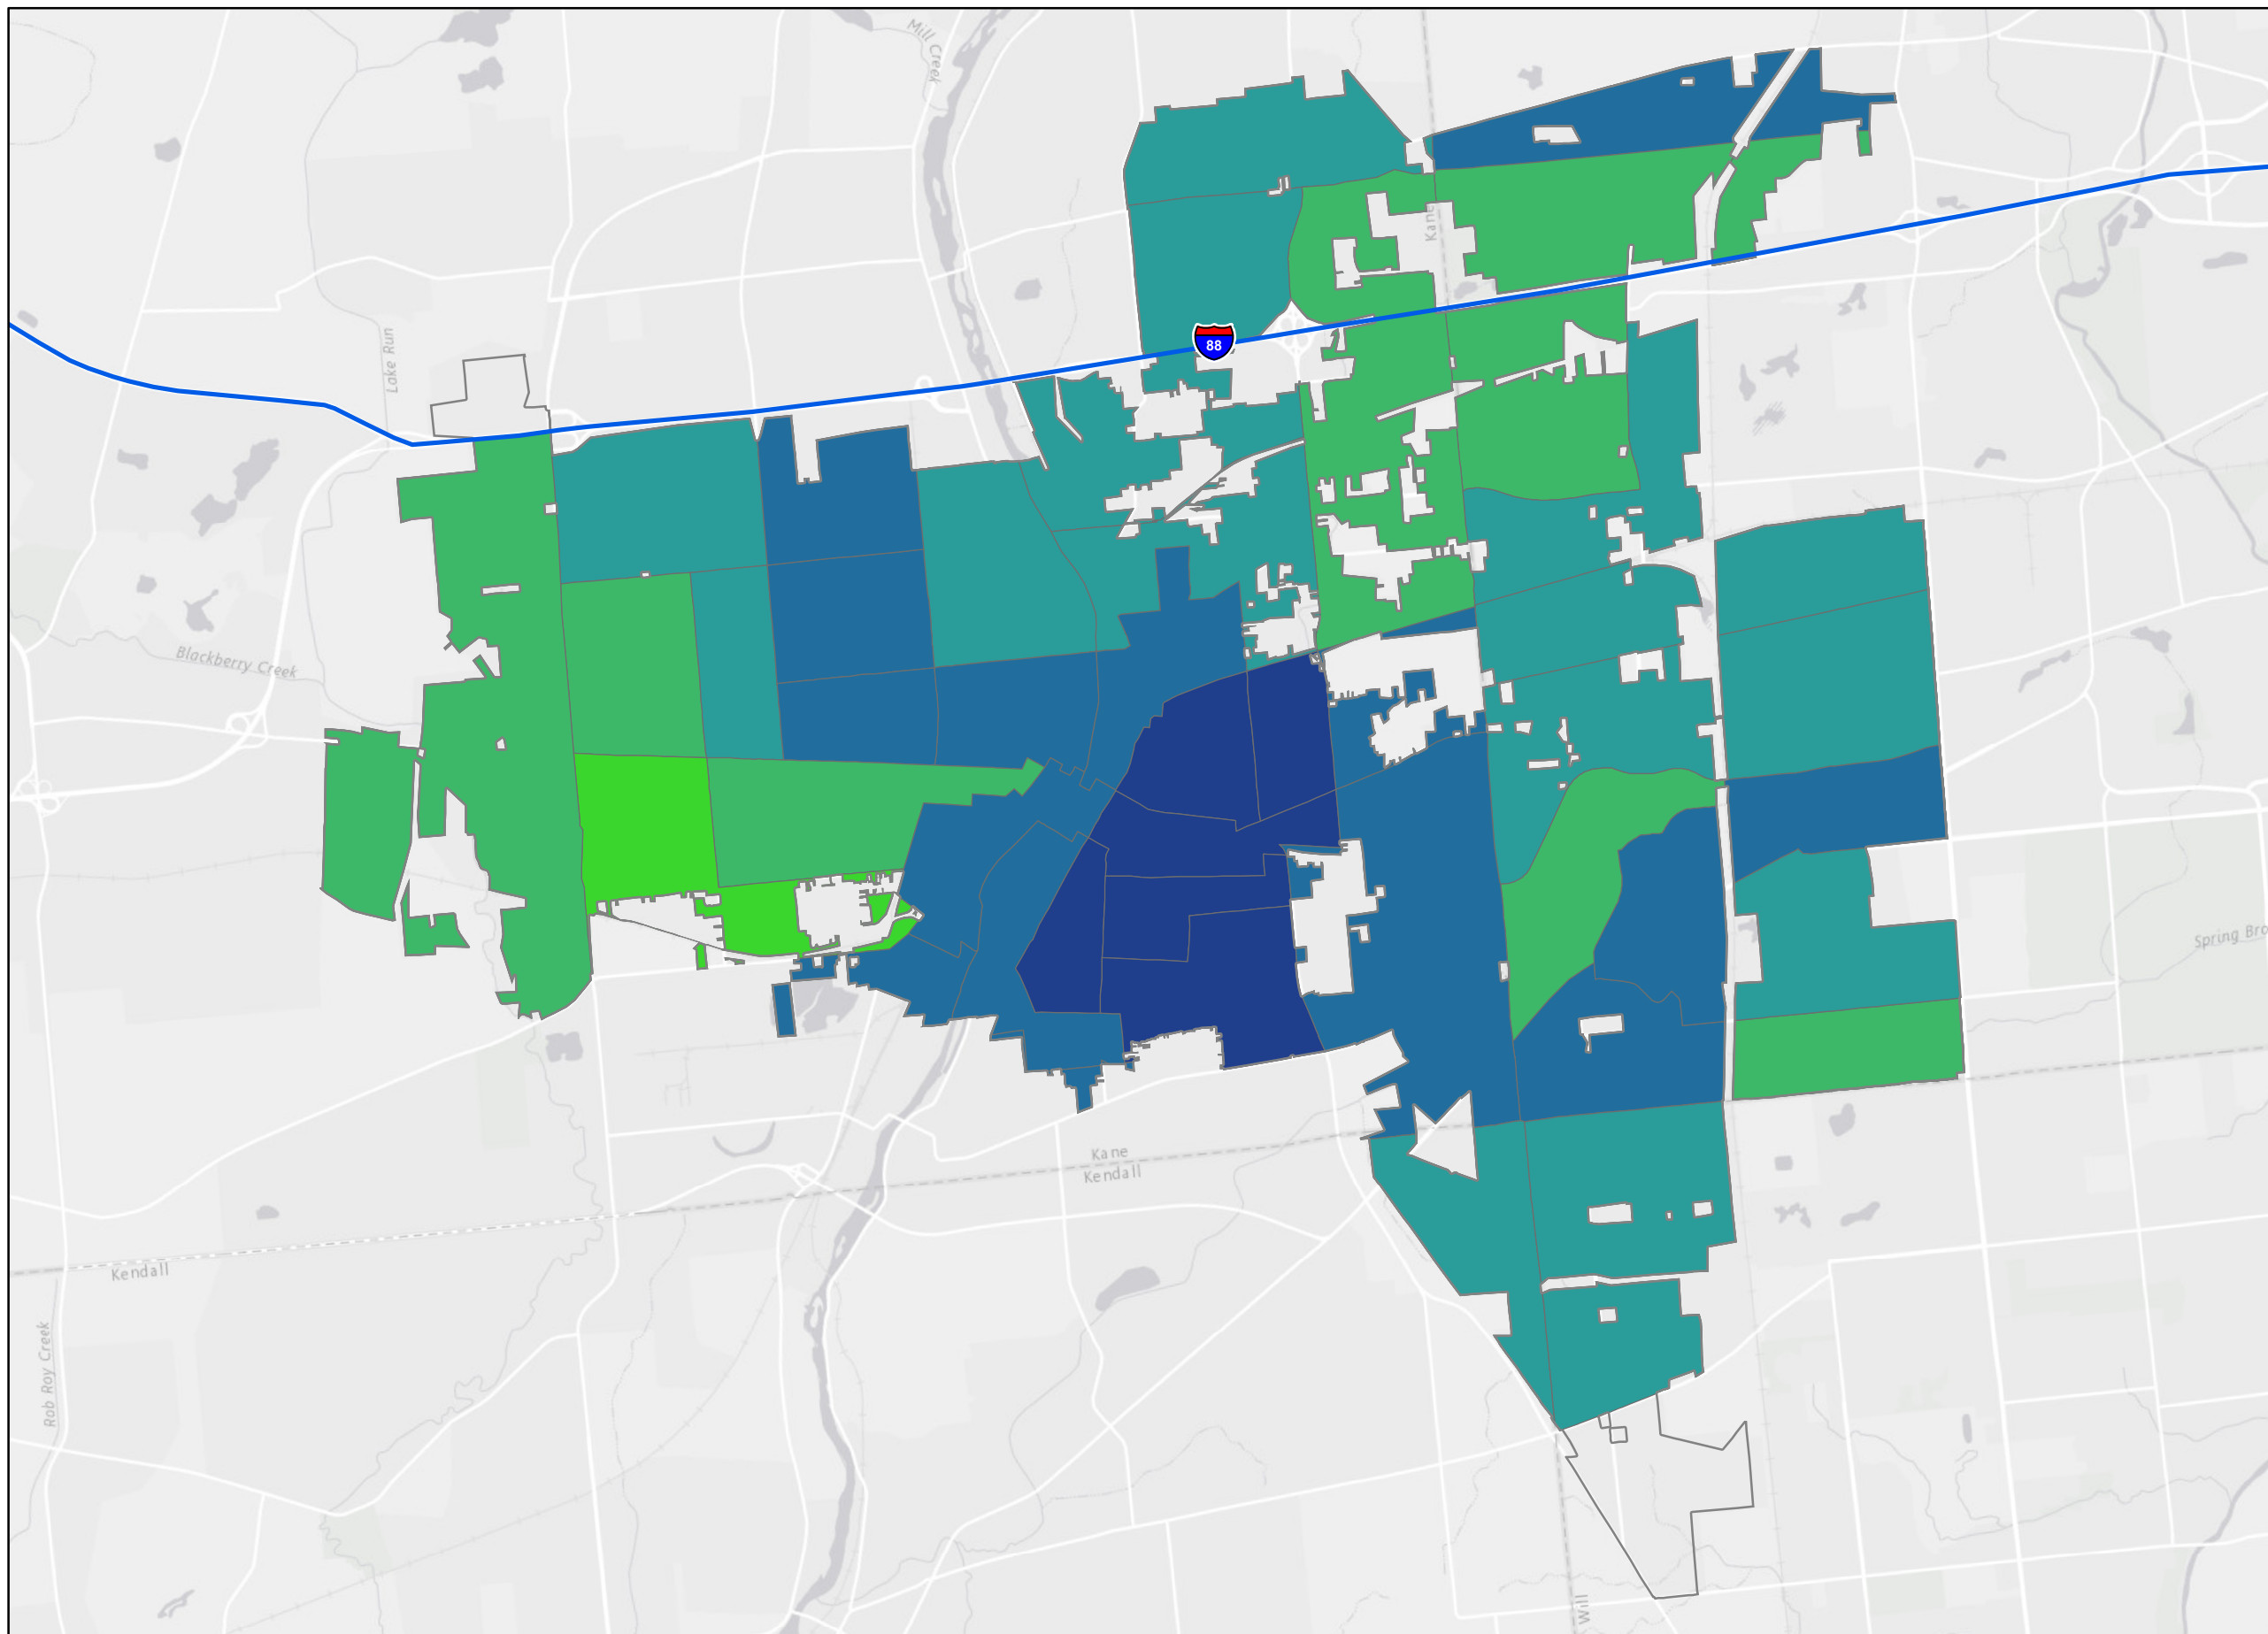 Mill Creek
Kane
88
Lake Run
Blackberry Creek
Spring Bro
Kane
Kendall
Kendall
Rob Roy Creek
Will